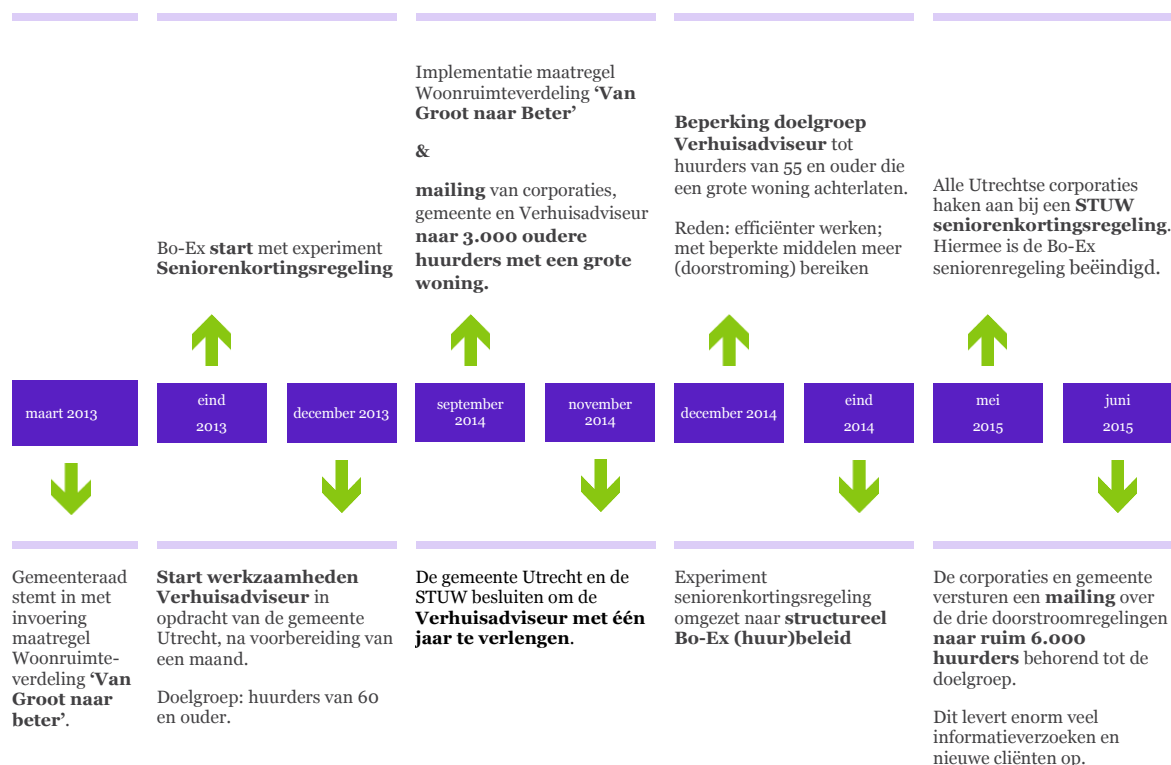 Implementatie maatregel
Woonruimteverdeling ‘Van
Groot naar Beter’
&
mailing van corporaties,
gemeente en Verhuisadviseur
naar 3.000 oudere
huurders met een grote
woning.
Beperking doelgroep
Verhuisadviseur tot
huurders van 55 en ouder die
een grote woning achterlaten.
Reden: efficiënter werken;
met beperkte middelen meer
(doorstroming) bereiken
Alle Utrechtse corporaties
haken aan bij een STUW
seniorenkortingsregeling.
Hiermee is de Bo-Ex
seniorenregeling beëindigd.
Bo-Ex start met experiment
Seniorenkortingsregeling
maart 2013
eind
2013
december 2013
september
2014
november
2014
december 2014
eind
2014
mei
2015
juni
2015
Gemeenteraad
stemt in met
invoering
maatregel
Woonruimte-
verdeling ‘Van
Groot naar
beter’.
Start werkzaamheden
Verhuisadviseur in
opdracht van de gemeente
Utrecht, na voorbereiding van
een maand.
Doelgroep: huurders van 60
en ouder.
De gemeente Utrecht en de
STUW besluiten om de
Verhuisadviseur met één
jaar te verlengen.
Experiment
seniorenkortingsregeling
omgezet naar structureel
Bo-Ex (huur)beleid
De corporaties en gemeente
versturen een mailing over
de drie doorstroomregelingen
naar ruim 6.000
huurders behorend tot de
doelgroep.
Dit levert enorm veel
informatieverzoeken en
nieuwe cliënten op.